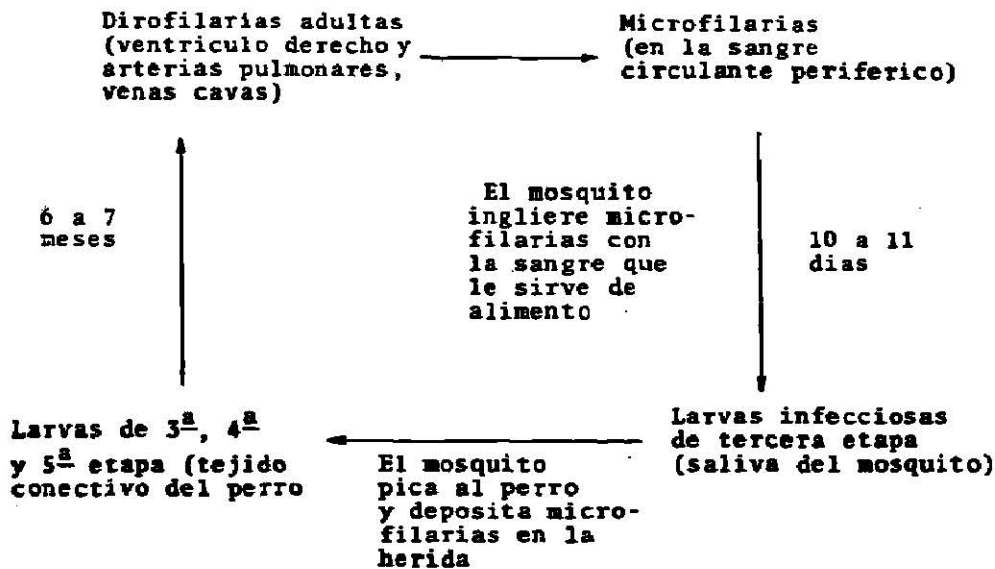 Dirofilarias adultas
(ventriculo derecho y
arterias pulmonares,
venas cavas)
Microfilarias
(en la sangre
circulante periferico)
6 a 7
meses
El mosquito
ingliere micro-
filarias con
la sangre que
le sirve de
alimento
10 a 11
dias
Larvas de 3ª, 4ª
y 5ª etapa (tejido
conectivo del perro
El mosquito
pica al perro
y deposita micro-
filarias en la
herida
Larvas infecciosas
de tercera etapa
(saliva del mosquito)